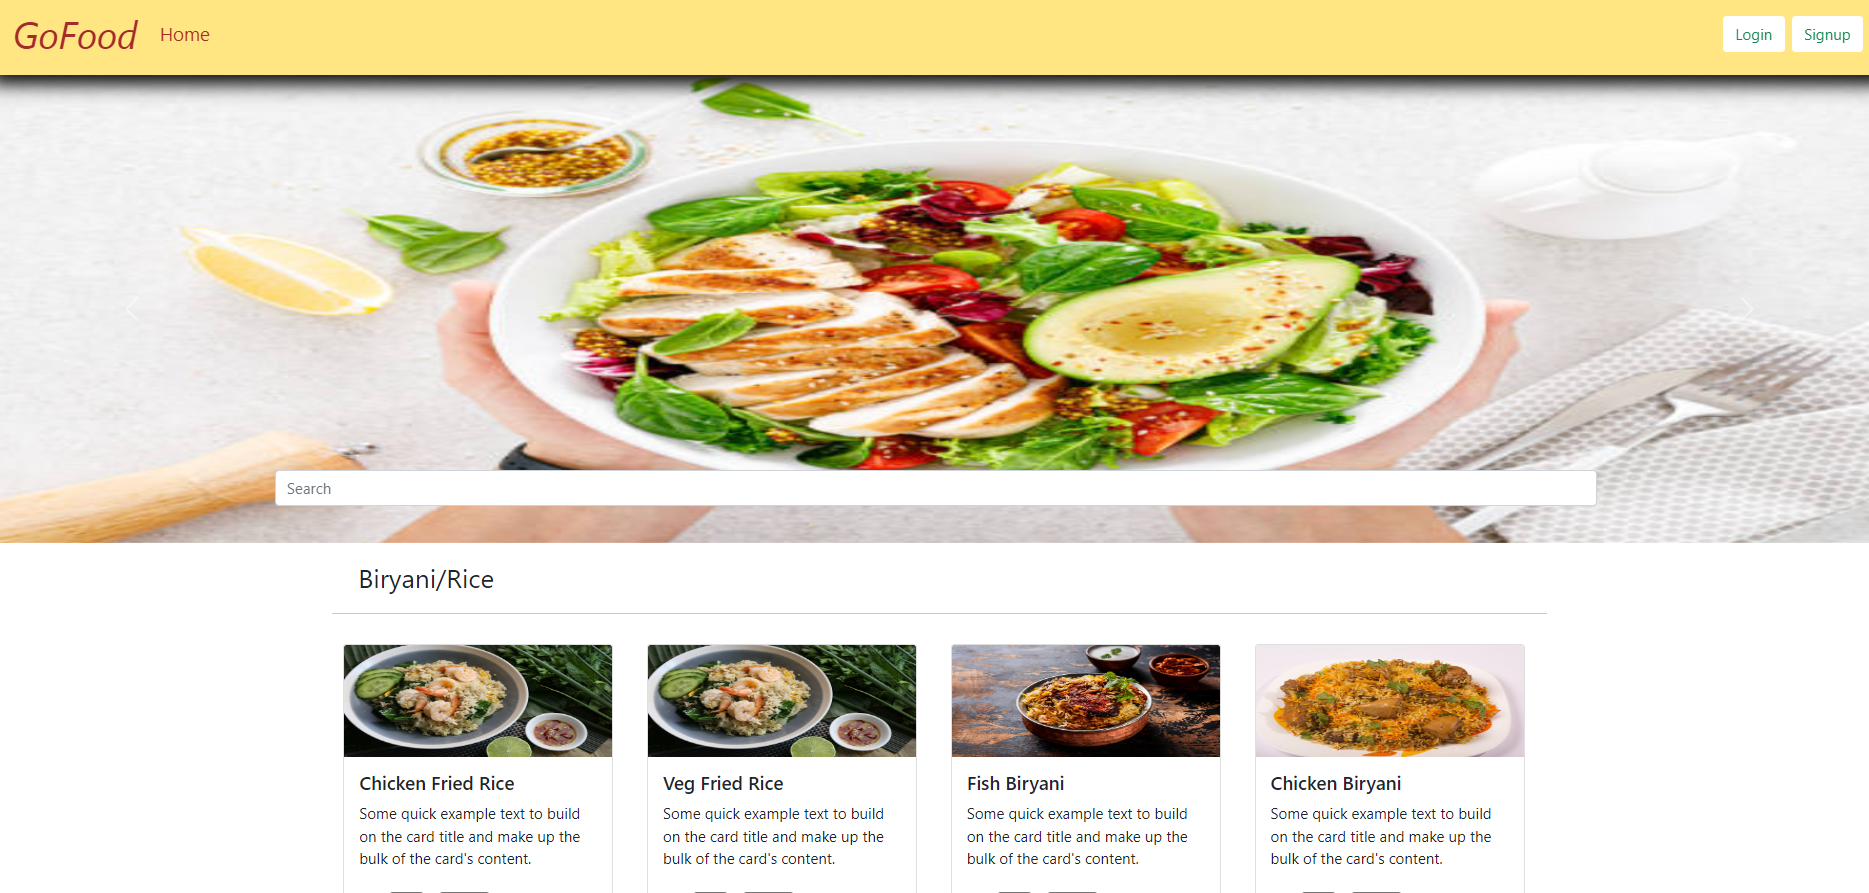 GoFood Home Login Signup
Search
Biryani/Rice
Chicken Fried Rice
Some quick example text to build
on the card title and make up the
bulk of the card's content.
Veg Fried Rice
Some quick example text to build
on the card title and make up the
bulk of the card's content.
Fish Biryani
Some quick example text to build
on the card title and make up the
bulk of the card's content.
Chicken Biryani
Some quick example text to build
on the card title and make up the
bulk of the card's content.